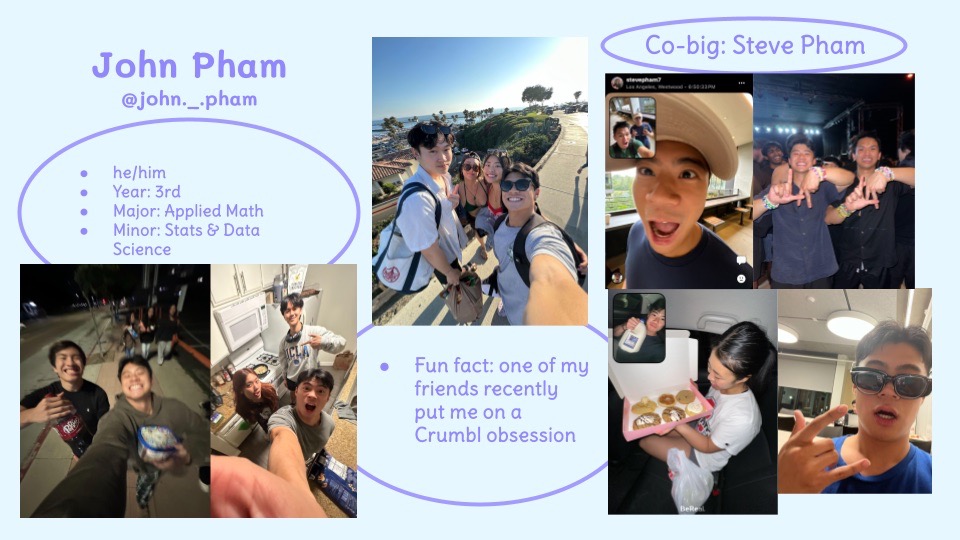 John Pham
@john._.pham
● he/him
● Year: 3rd
● Major: Applied Math
● Minor: Stats & Data
Science
● Fun fact: one of my
friends recently
put me on a
Crumbl obsession
Co-big: Steve Pham
stevepham7
Los Angeles, Westwood • 6:50:33 PM
BeReal.